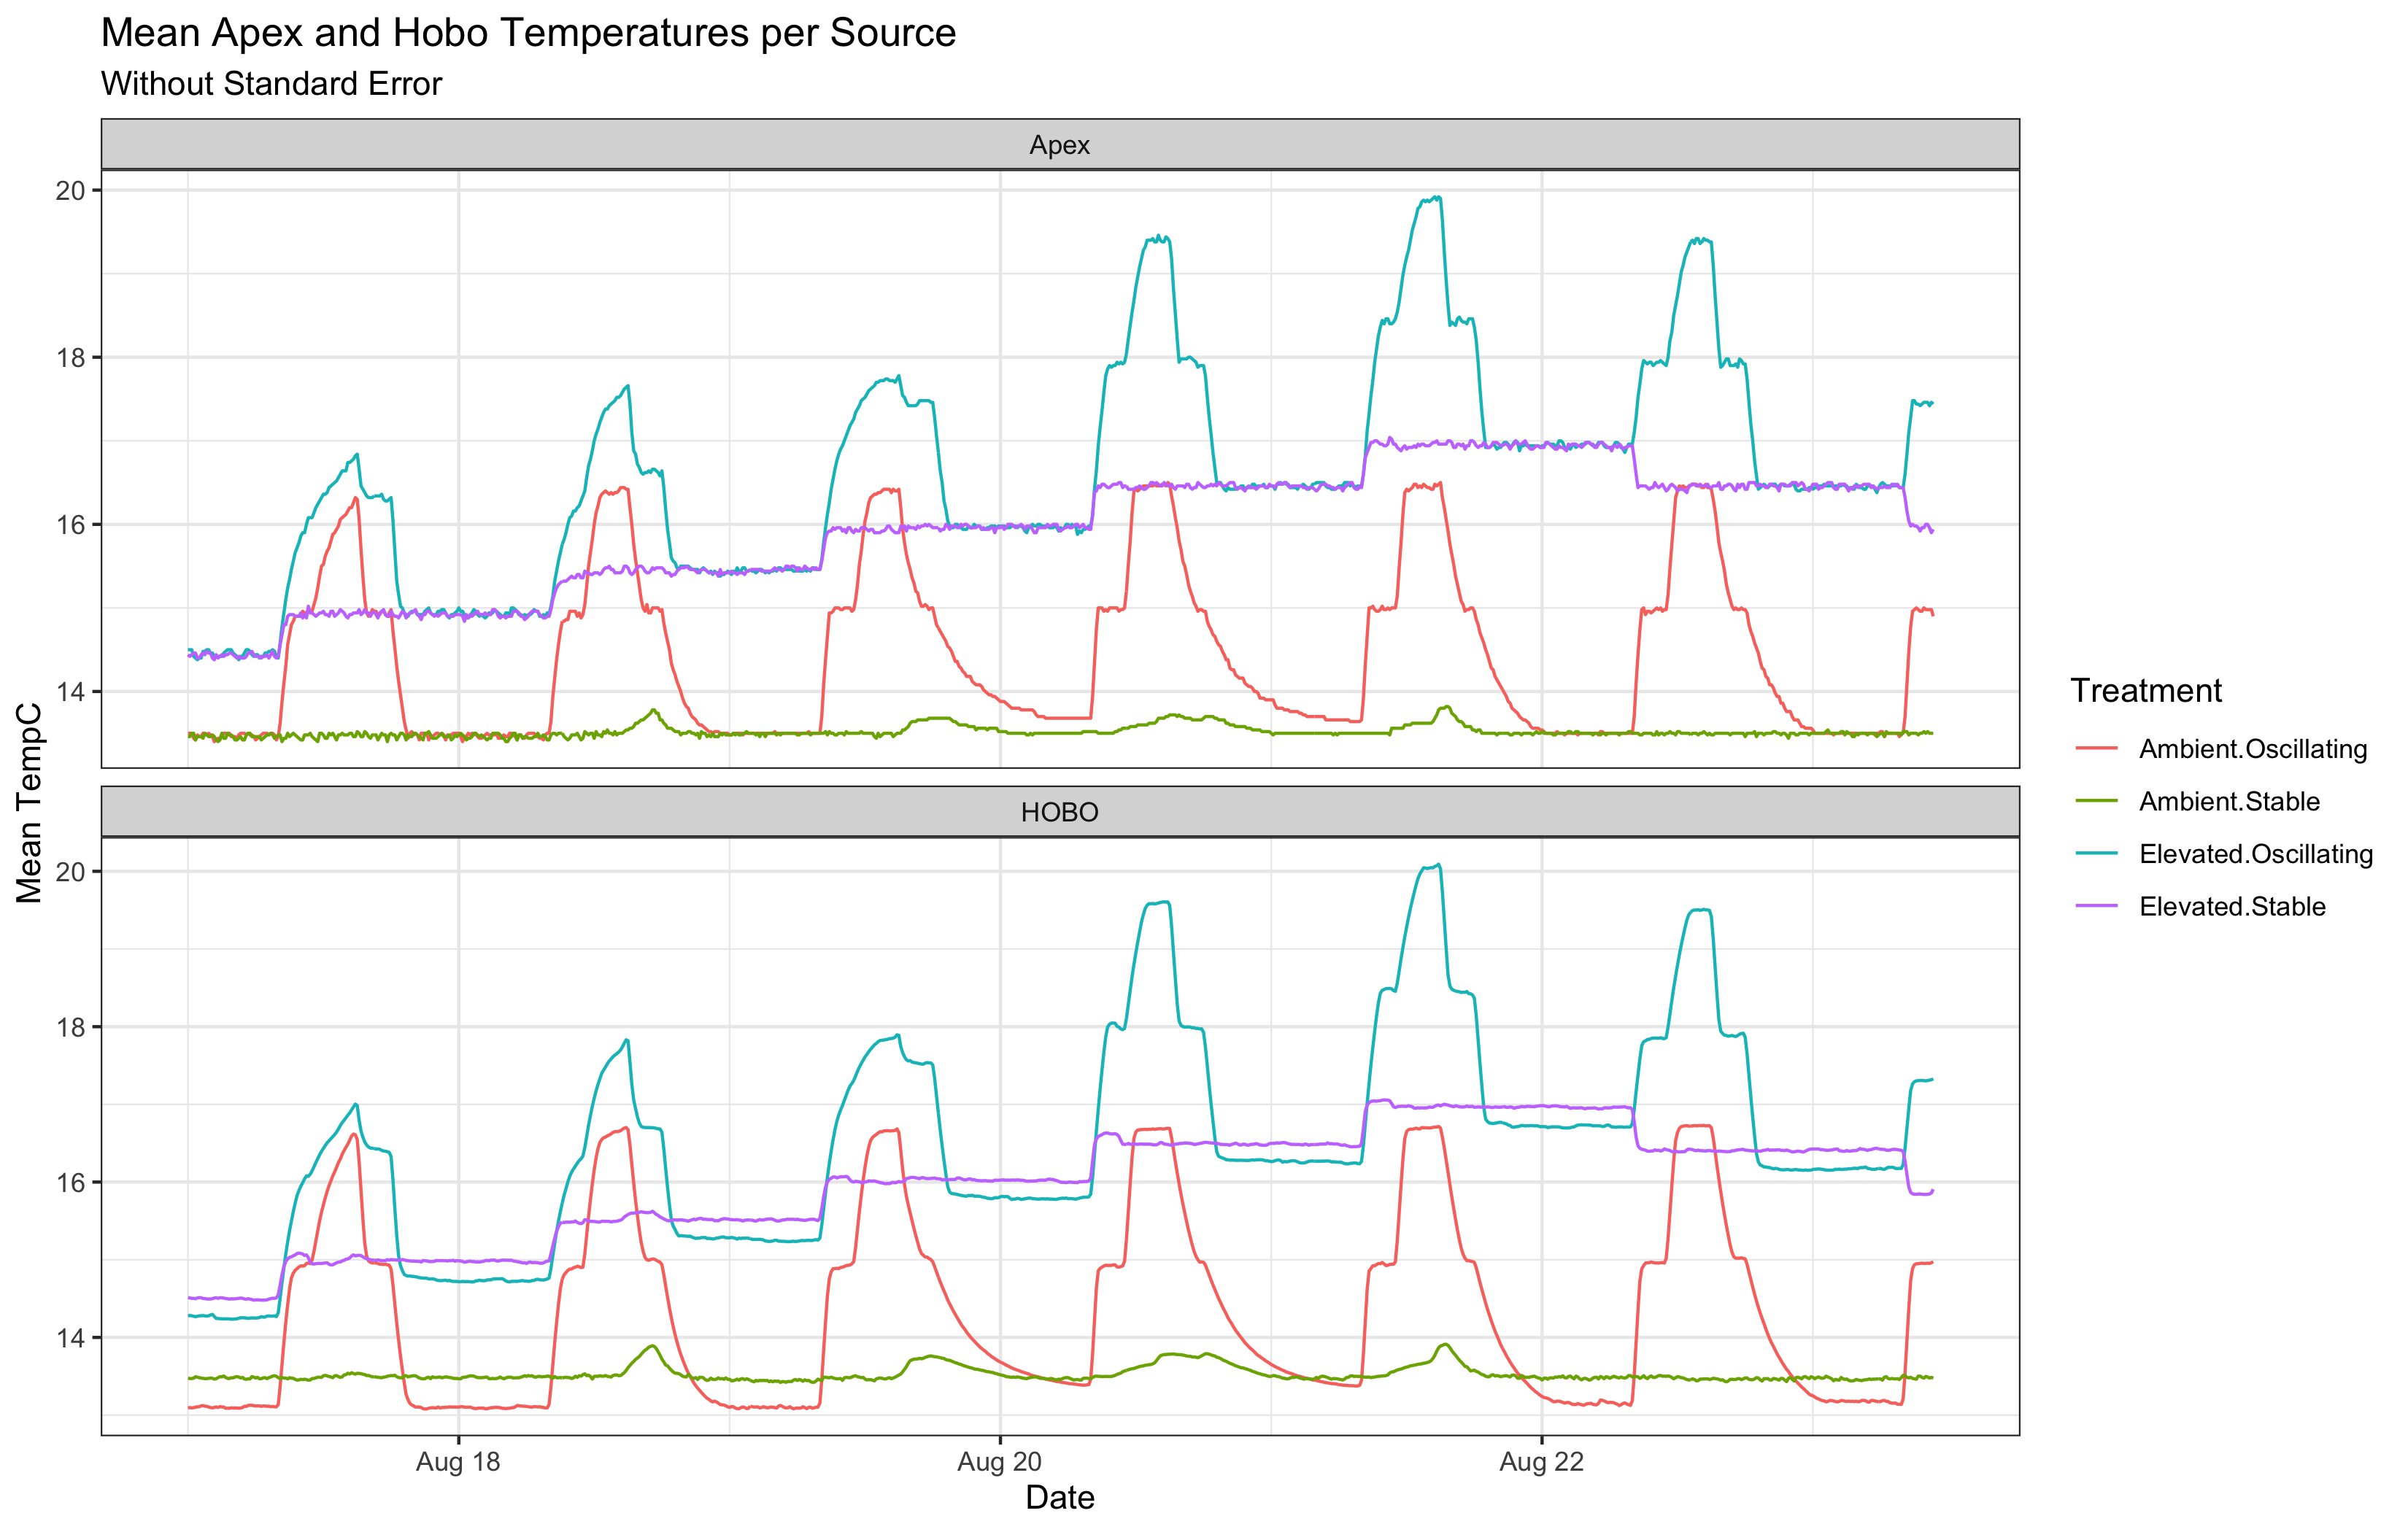 Mean Apex and Hobo Temperatures per Source
Without Standard Error
Apex
20
18
16
14
HOBO
20
18
16
14
Mean TempC
Aug 18
Aug 20
Aug 22
Date
Treatment
Ambient.Oscillating
Ambient.Stable
Elevated.Oscillating
Elevated.Stable